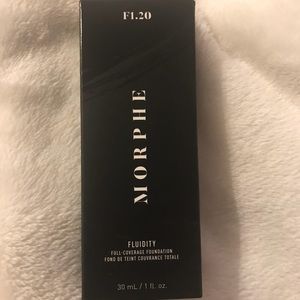 F1.20
MORPHE
FLUIDITY
FULL-COVERAGE FOUNDATION
FOND DE TEINT COUVRANCE TOTALE
30 mL / 1 fl. oz.